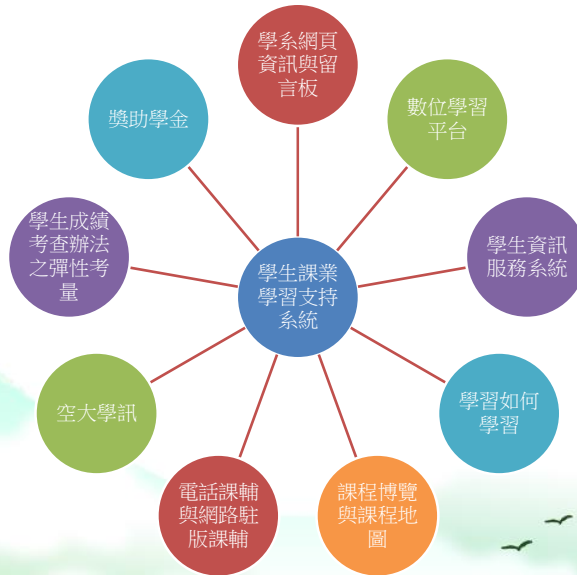 學系網頁
資訊與留
言板
數位學習
平台
學生資訊
服務系統
學習如何
學習
課程博覽
與課程地
圖
電話課輔
與網路駐
版課輔
空大學訊
學生成績
考查辦法
之彈性考
量
獎助學金
學生課業
學習支持
系統